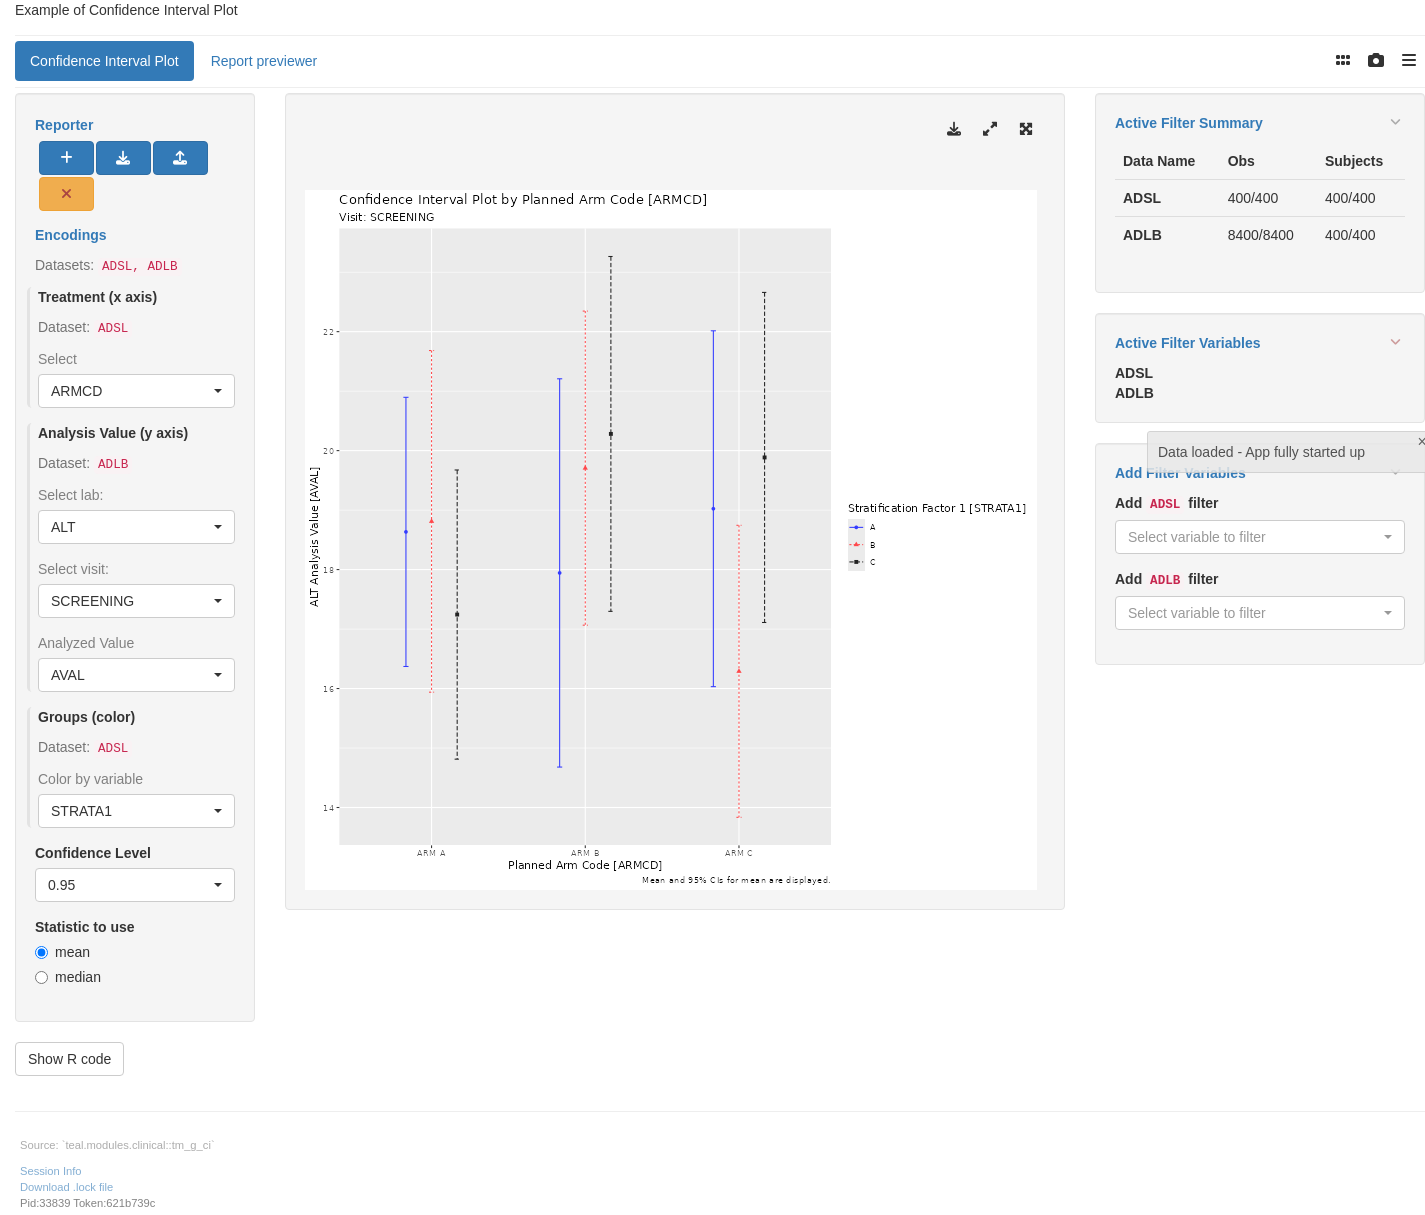 Example of Confidence Interval Plot
Confidence Interval Plot
Report previewer
Reporter
Encodings
Datasets: ADSL, ADLB
Treatment (x axis)
Dataset: ADSL
Select
ARMCD
Analysis Value (y axis)
Dataset: ADLB
Select lab:
ALT
Select visit:
SCREENING
Analyzed Value
AVAL
Groups (color)
Dataset: ADSL
Color by variable
STRATA1
Confidence Level
0.95
Statistic to use
mean
median
Show R code
Confidence Interval Plot by Planned Arm Code [ARMCD]
Visit: SCREENING
ALT Analysis Value [AVAL]
22
20
18
16
14
ARM A
ARM B
ARM C
Planned Arm Code [ARMCD]
Mean and 95% CIs for mean are displayed.
Stratification Factor 1 [STRATA1]
A
B
C
Active Filter Summary
Data Name Obs Subjects
ADSL 400/400 400/400
ADLB 8400/8400 400/400
Active Filter Variables
ADSL
ADLB
Data loaded - App fully started up
Add Filter Variables
Add ADSL filter
Select variable to filter
Add ADLB filter
Select variable to filter
Source: `teal.modules.clinical::tm_g_ci`
Session Info
Download .lock file
Pid:33839 Token:621b739c